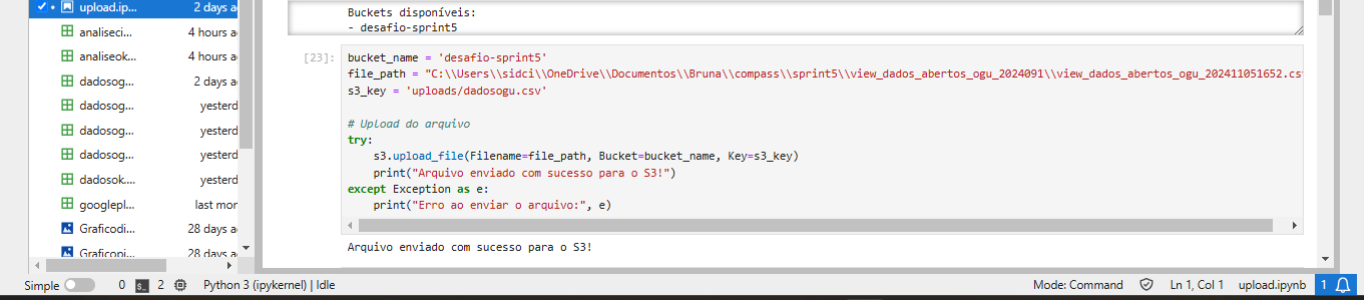 upload.ip... 2 days a
analiseci... 4 hours a
analiseok... 4 hours a
dadosog... 2 days a
dadosog... yesterd
dadosog... yesterd
dadosog... yesterd
dadosok.... yesterd
googlepl... last mor
Graficodi... 28 days a
Graficopi... 28 days a
Buckets disponíveis:
- desafio-sprint5
[23]:
bucket_name = 'desafio-sprint5'
file_path = "C:\\Users\\sidci\\OneDrive\\Documentos\\Bruna\\compass\\sprint5\\view_dados_abertos_ogu_2024091\\view_dados_abertos_ogu_202411051652.csv
s3_key = 'uploads/dadosogu.csv'
# Upload do arquivo
try:
    s3.upload_file(Filename=file_path, Bucket=bucket_name, Key=s3_key)
    print("Arquivo enviado com sucesso para o S3!")
except Exception as e:
    print("Erro ao enviar o arquivo:", e)
Arquivo enviado com sucesso para o S3!
Simple 0 s_ 2 Python 3 (ipykernel) | Idle Mode: Command Ln 1, Col 1 upload.ipynb 1